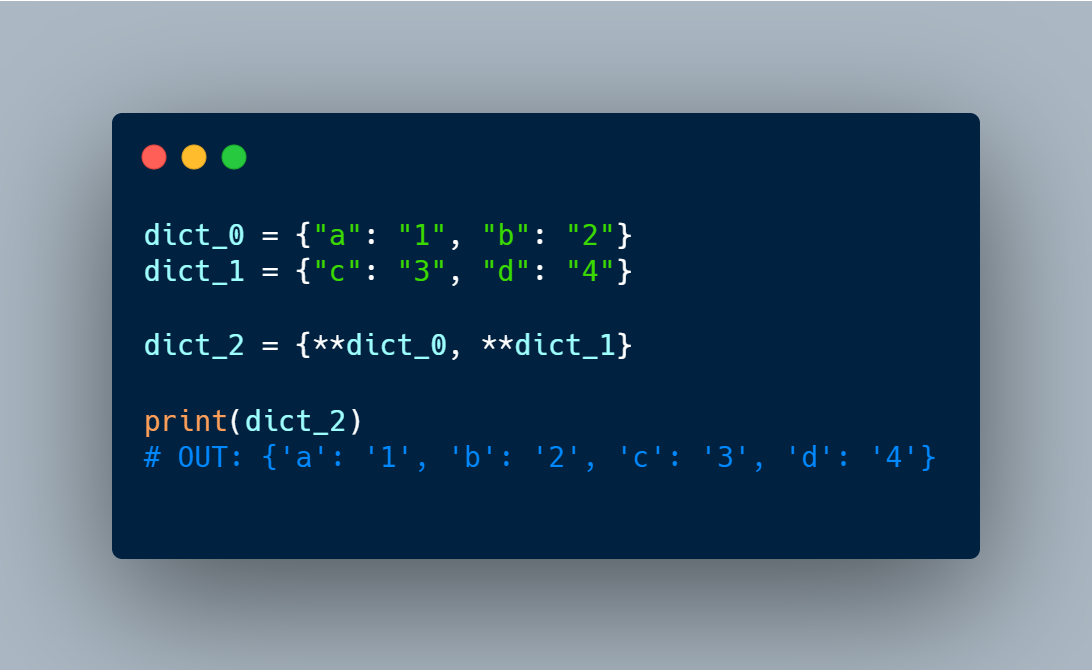 dict_0 = {"a": "1", "b": "2"}
dict_1 = {"c": "3", "d": "4"}
dict_2 = {**dict_0, **dict_1}
print(dict_2)
# OUT: {'a': '1', 'b': '2', 'c': '3', 'd': '4'}